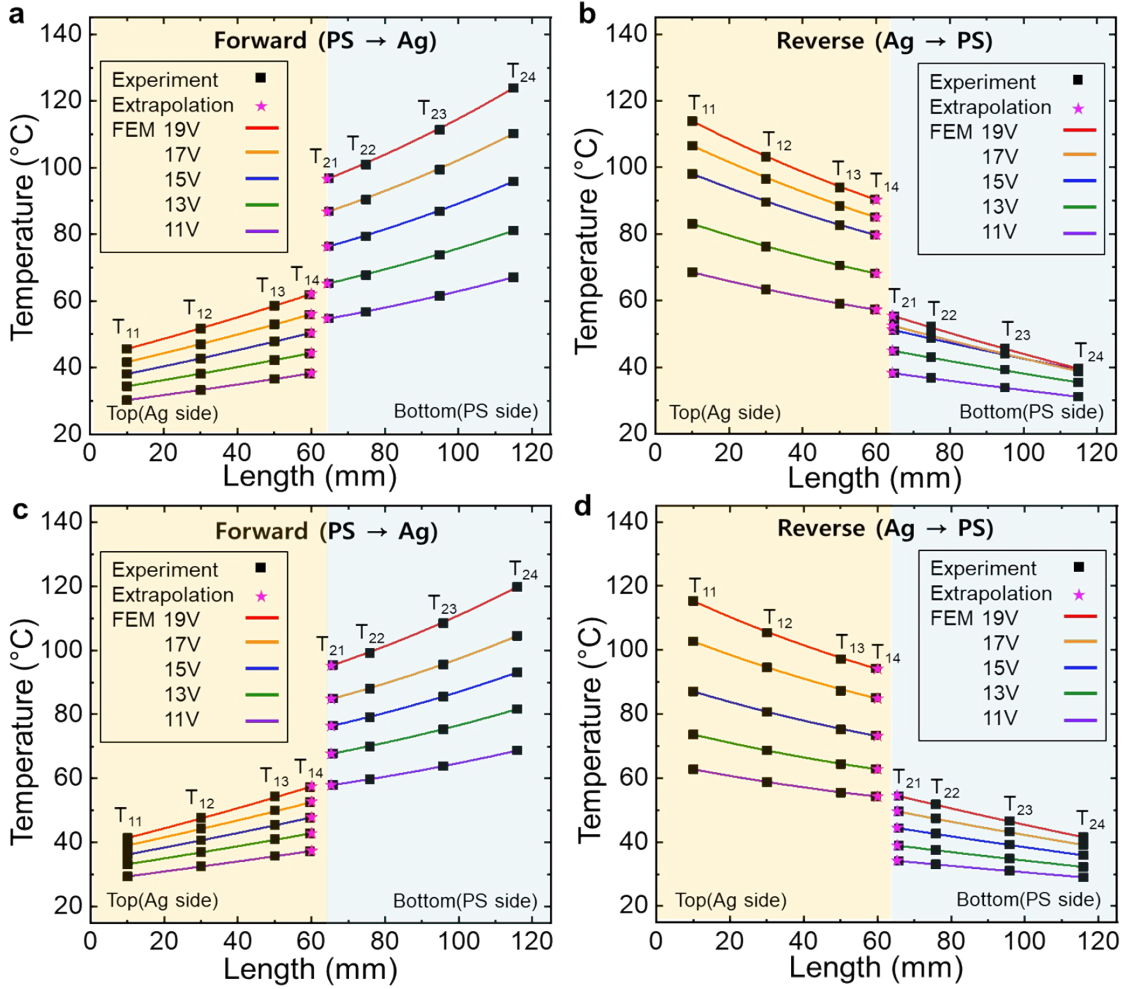 a
Forward (PS → Ag)
Experiment
Extrapolation
FEM 19V
17V
15V
13V
11V
T11
T12
T13
T14
T21
T22
T23
T24
Top(Ag side)
Bottom(PS side)
Temperature (°C)
140
120
100
80
60
40
20
0 20 40 60 80 100 120
Length (mm)
b
Reverse (Ag → PS)
Experiment
Extrapolation
FEM 19V
17V
15V
13V
11V
T11
T12
T13
T14
T21
T22
T23
T24
Top(Ag side)
Bottom(PS side)
Temperature (°C)
140
120
100
80
60
40
20
0 20 40 60 80 100 120
Length (mm)
c
Forward (PS → Ag)
Experiment
Extrapolation
FEM 19V
17V
15V
13V
11V
T11
T12
T13
T14
T21
T22
T23
T24
Top(Ag side)
Bottom(PS side)
Temperature (°C)
140
120
100
80
60
40
20
0 20 40 60 80 100 120
Length (mm)
d
Reverse (Ag → PS)
Experiment
Extrapolation
FEM 19V
17V
15V
13V
11V
T11
T12
T13
T14
T21
T22
T23
T24
Top(Ag side)
Bottom(PS side)
Temperature (°C)
140
120
100
80
60
40
20
0 20 40 60 80 100 120
Length (mm)